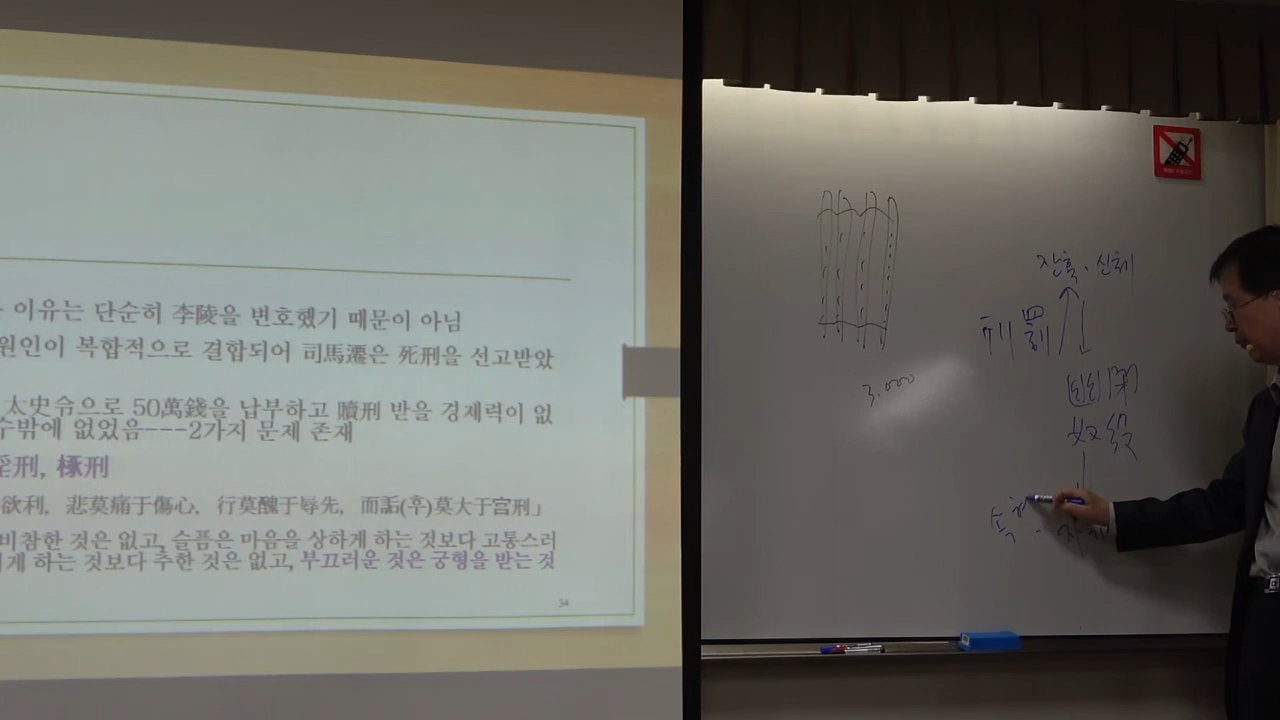 이유는 단순히 李陵을 변호했기 때문이 아님
원인이 복합적으로 결합되어 司馬遷은 死刑을 선고받았
太史令으로 50萬錢을 납부하고 贖刑 받을 경제력이 없
수밖에 없었음---2가지 문제 존재
淫刑, 椓刑
欲利, 悲莫痛于傷心, 行莫醜于辱先, 而詬(후)莫大于宮刑」
비참한 것은 없고, 슬픔은 마음을 상하게 하는 것보다 고통스러
게 하는 것보다 추한 것은 없고, 부끄러운 것은 궁형을 받는 것
34
잔혹. 신체
刑罰
3.000
奴役
속